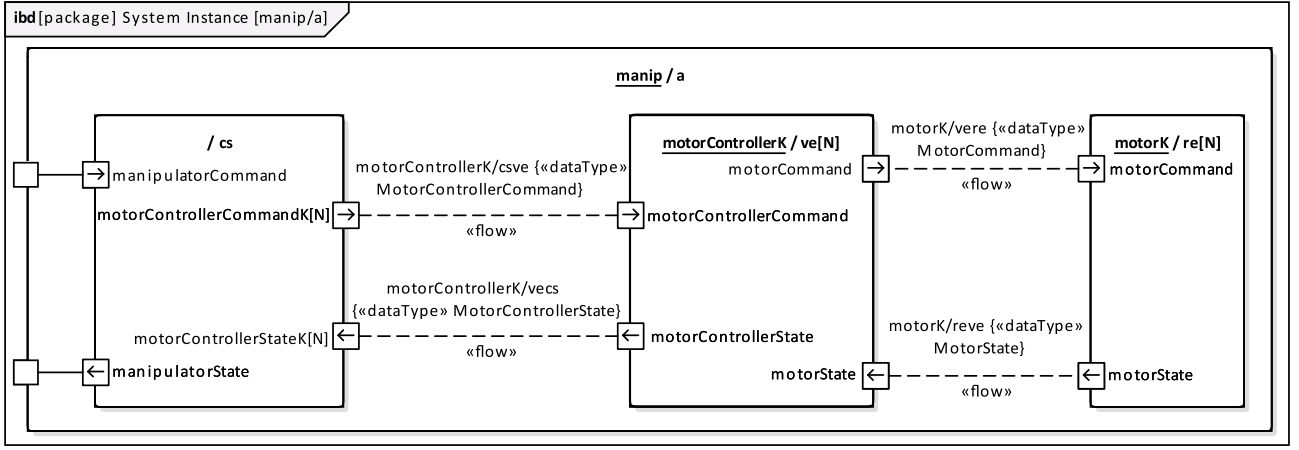 ibd[package] System Instance [manip/a]
manip / a
/ cs
manipulatorCommand
motorControllerCommandK[N]
motorControllerStateK[N]
manipulatorState
motorControllerK/csve {«dataType»
MotorControllerCommand}
«flow»
motorControllerK/vecs
{«dataType» MotorControllerState}
«flow»
motorControllerK / ve[N]
motorCommand
motorControllerCommand
motorControllerState
motorState
motorK/vere {«dataType»
MotorCommand}
«flow»
motorK/reve {«dataType»
MotorState}
«flow»
motorK / re[N]
motorCommand
motorState